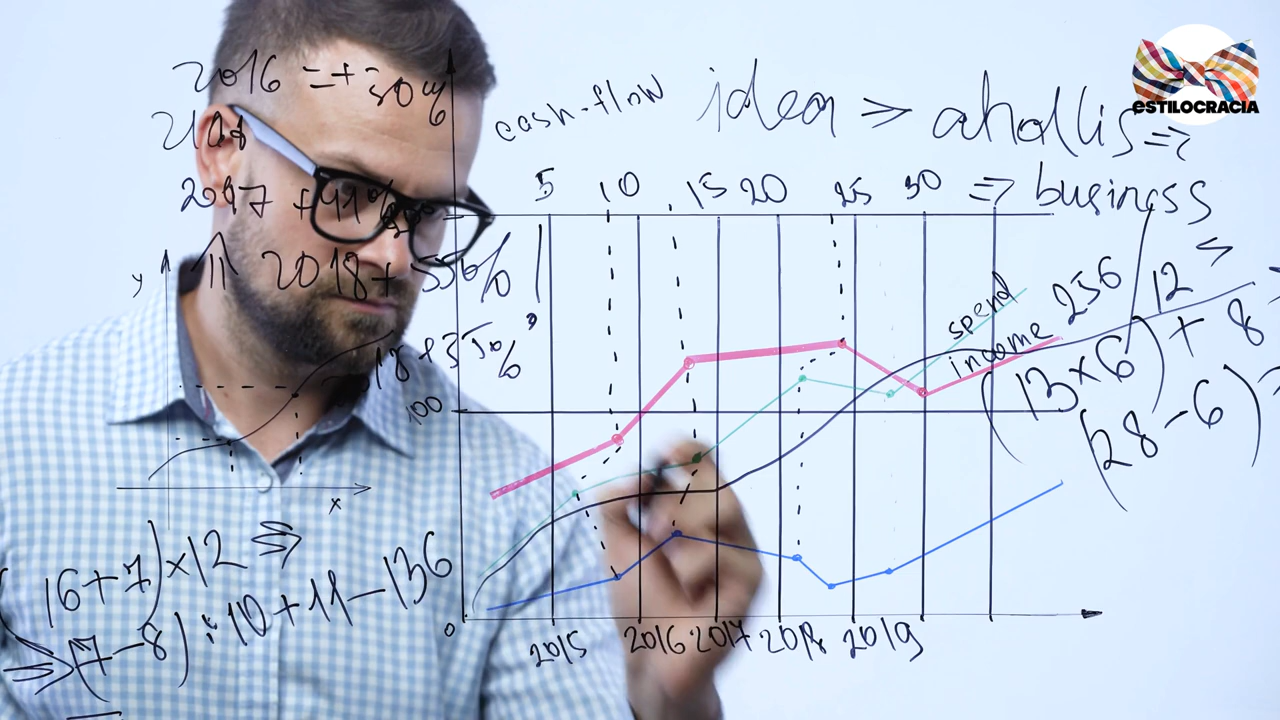 2016 = + 30%
cash-flow
idea =>
ESTILOCRACIA
2017 + 41%
5 10 15 20 25 30 => business
y
2018 +
spend
income
256
12
(13×6) + 8
(28-6)
18 + 35%
100
x
(16+7)×12 =>
=> (7-8) : 10+11-136
0
2015 2016 2017 2018 2019